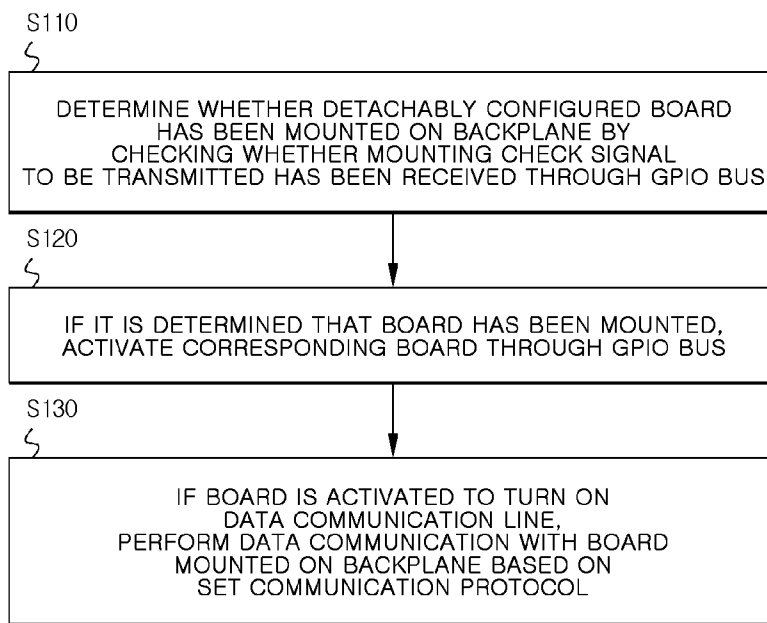 S110
DETERMINE WHETHER DETACHABLY CONFIGURED BOARD
HAS BEEN MOUNTED ON BACKPLANE BY
CHECKING WHETHER MOUNTING CHECK SIGNAL
TO BE TRANSMITTED HAS BEEN RECEIVED THROUGH GPIO BUS
S120
IF IT IS DETERMINED THAT BOARD HAS BEEN MOUNTED,
ACTIVATE CORRESPONDING BOARD THROUGH GPIO BUS
S130
IF BOARD IS ACTIVATED TO TURN ON
DATA COMMUNICATION LINE,
PERFORM DATA COMMUNICATION WITH BOARD
MOUNTED ON BACKPLANE BASED ON
SET COMMUNICATION PROTOCOL